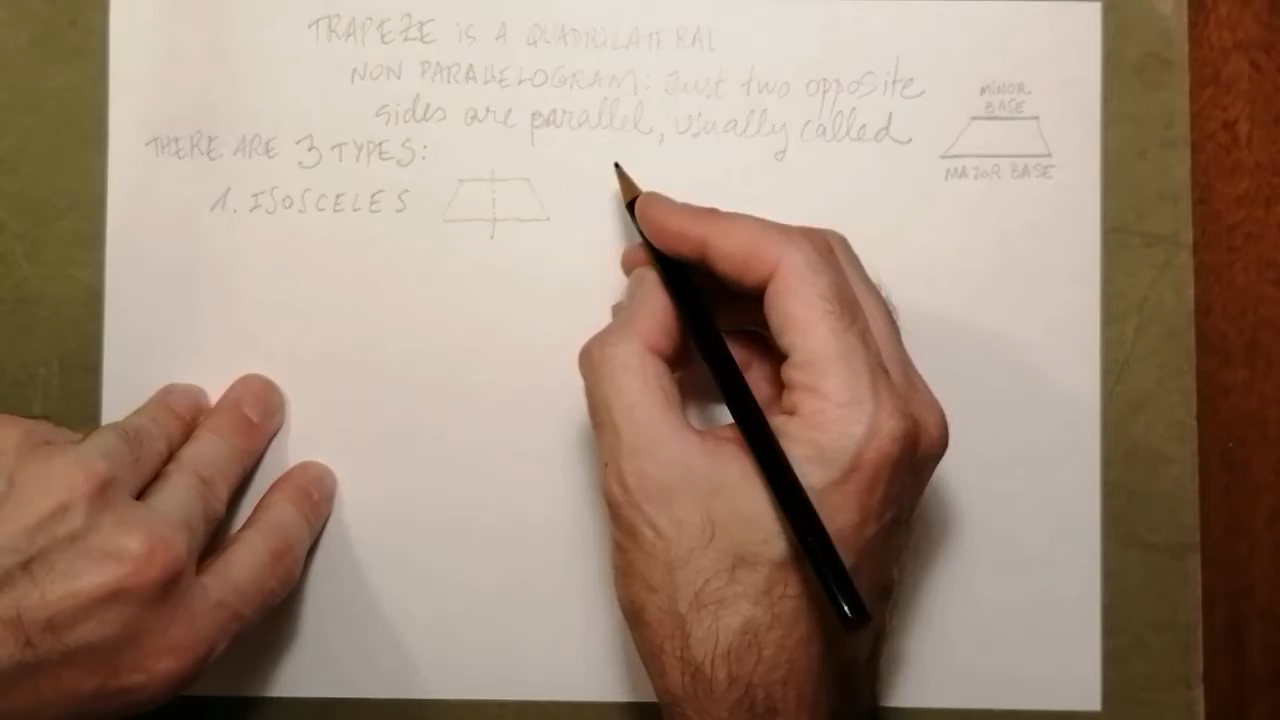 TRAPEZE IS A QUADRILATERAL
NON PARALLELOGRAM: Just two opposite
sides are parallel, usually called
MINOR
BASE
MAJOR BASE
THERE ARE 3 TYPES:
1. ISOSCELES